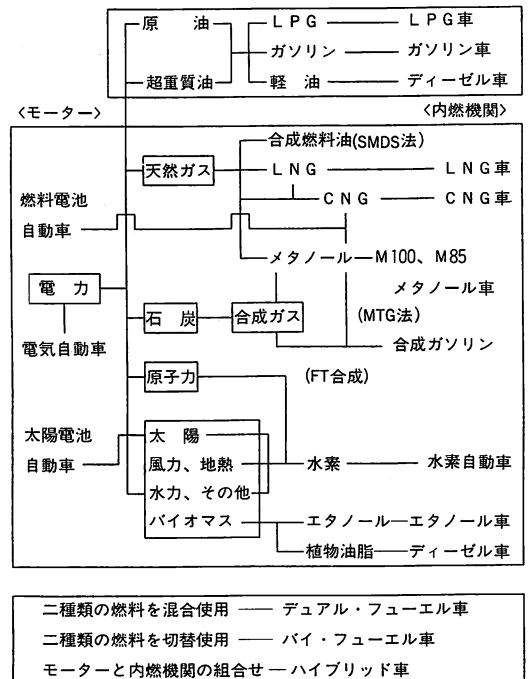 原 油 LPG LPG車
ガソリン ガソリン車
超重質油 軽 油 ディーゼル車
〈モーター〉 〈内燃機関〉
合成燃料油(SMDS法)
天然ガス LNG LNG車
燃料電池 CNG CNG車
自動車
メタノール M100、M85
電 力 メタノール車
石 炭 合成ガス (MTG法)
電気自動車 合成ガソリン
原子力 (FT合成)
太陽電池 太 陽
自動車 風力、地熱 水素 水素自動車
水力、その他
バイオマス エタノール エタノール車
植物油脂 ディーゼル車
二種類の燃料を混合使用 ── デュアル・フューエル車
二種類の燃料を切替使用 ── バイ・フューエル車
モーターと内燃機関の組合せ ─ ハイブリッド車